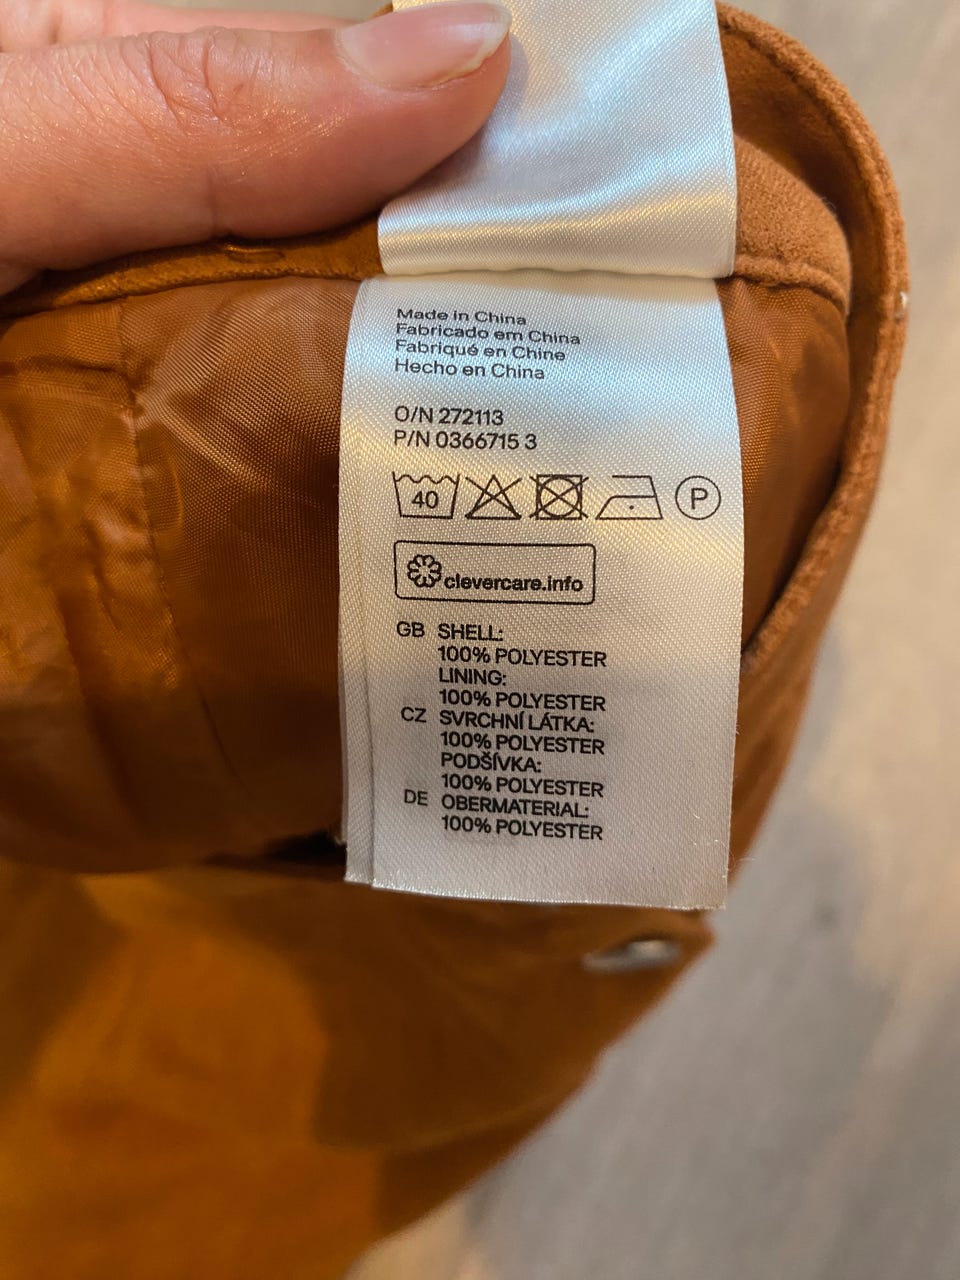 Made in China
Fabricado em China
Fabriqué en Chine
Hecho en China
O/N 272113
P/N 0366715 3
40 P
clevercare.info
GB SHELL:
100% POLYESTER
LINING:
100% POLYESTER
CZ SVRCHNÍ LÁTKA:
100% POLYESTER
PODŠÍVKA:
100% POLYESTER
DE OBERMATERIAL:
100% POLYESTER